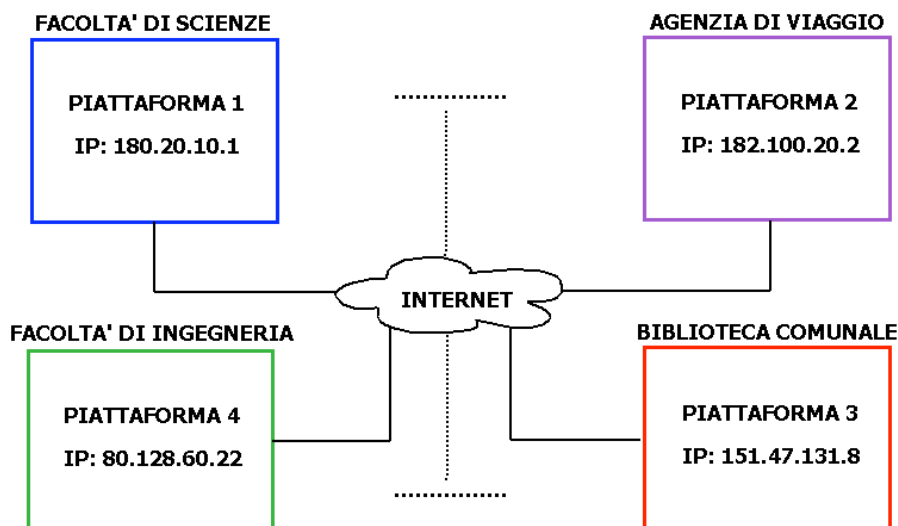 FACOLTA' DI SCIENZE
PIATTAFORMA 1
IP: 180.20.10.1
AGENZIA DI VIAGGIO
PIATTAFORMA 2
IP: 182.100.20.2
INTERNET
FACOLTA' DI INGEGNERIA
PIATTAFORMA 4
IP: 80.128.60.22
BIBLIOTECA COMUNALE
PIATTAFORMA 3
IP: 151.47.131.8